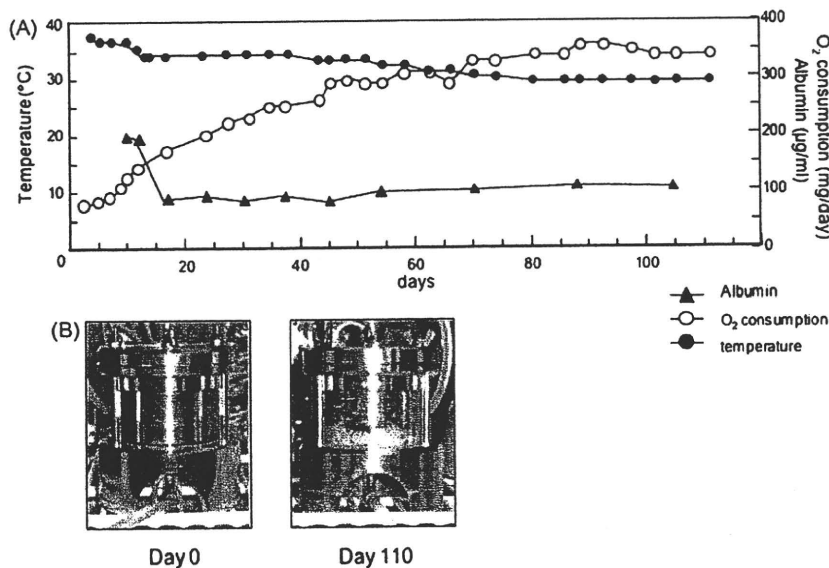 (A)
Temperature (°C)
40
30
20
10
0
20
40
60
80
100
days
400
300
200
100
0
O₂ consumption (mg/day)
Albumin (µg/ml)
Albumin
O₂ consumption
temperature
(B)
Day 0
Day 110